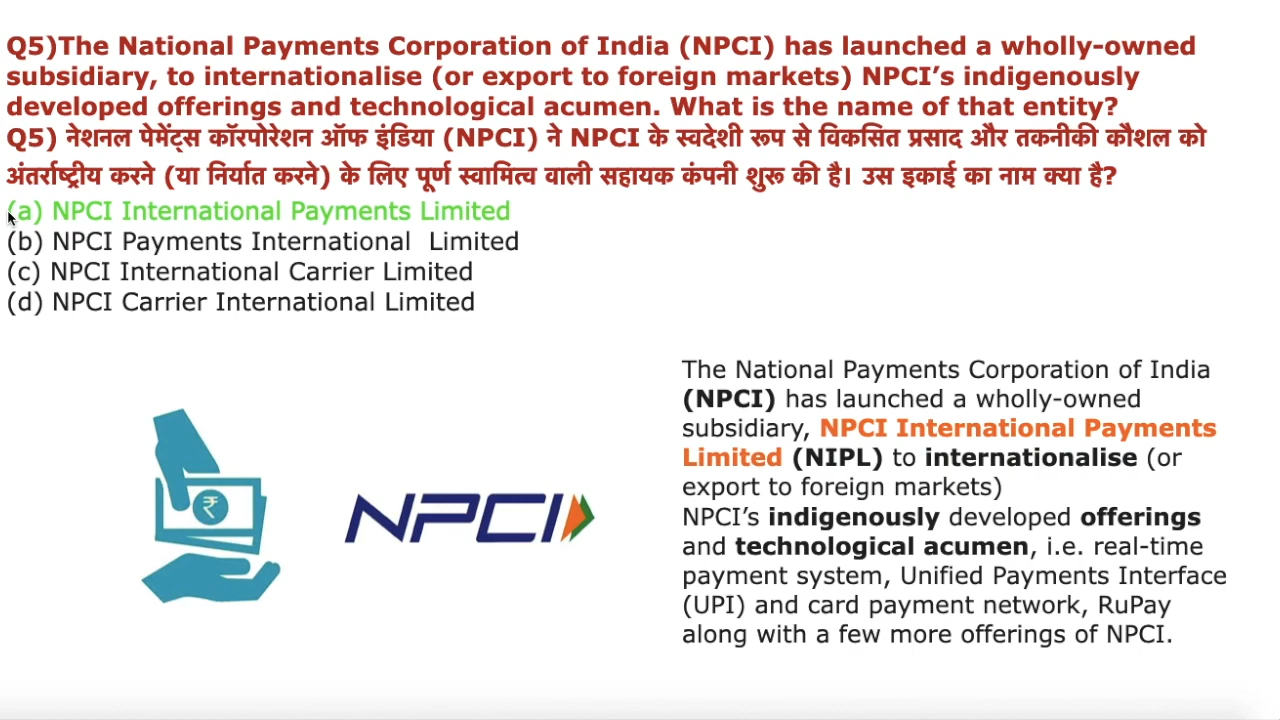 Q5)The National Payments Corporation of India (NPCI) has launched a wholly-owned
subsidiary, to internationalise (or export to foreign markets) NPCI’s indigenously
developed offerings and technological acumen. What is the name of that entity?
Q5) नेशनल पेमेंट्स कॉरपोरेशन ऑफ इंडिया (NPCI) ने NPCI के स्वदेशी रूप से विकसित प्रसाद और तकनीकी कौशल को
अंतर्राष्ट्रीय करने (या निर्यात करने) के लिए पूर्ण स्वामित्व वाली सहायक कंपनी शुरू की है। उस इकाई का नाम क्या है?
(a) NPCI International Payments Limited
(b) NPCI Payments International  Limited
(c) NPCI International Carrier Limited
(d) NPCI Carrier International Limited
The National Payments Corporation of India
(NPCI) has launched a wholly-owned
subsidiary, NPCI International Payments
Limited (NIPL) to internationalise (or
export to foreign markets)
NPCI’s indigenously developed offerings
and technological acumen, i.e. real-time
payment system, Unified Payments Interface
(UPI) and card payment network, RuPay
along with a few more offerings of NPCI.
₹
NPCI